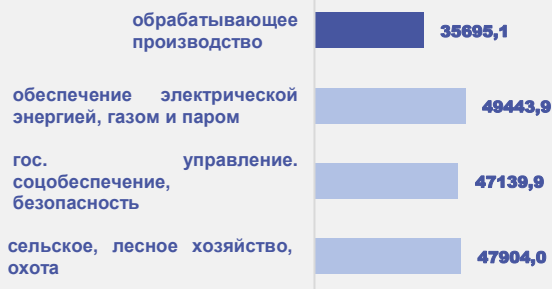 обрабатывающее
производство
35695,1
обеспечение электрической
энергией, газом и паром
49443,9
гос. управление.
соцобеспечение,
безопасность
47139,9
сельское, лесное хозяйство,
охота
47904,0